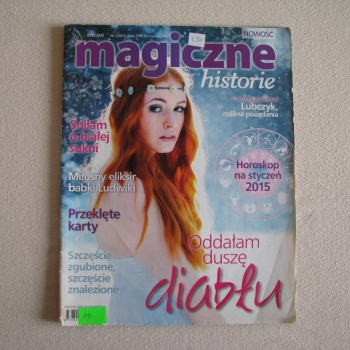 STYCZEŃ
NOWOŚĆ
magiczne
historie
Lubczyk,
roślina pożądania
Śniłam
o białej
sukni
Miłosny eliksir
babki Ludwiki
Horoskop
na styczeń
2015
Przeklęte
karty
Oddałam
duszę
diabłu
Szczęście
zgubione,
szczęście
znalezione